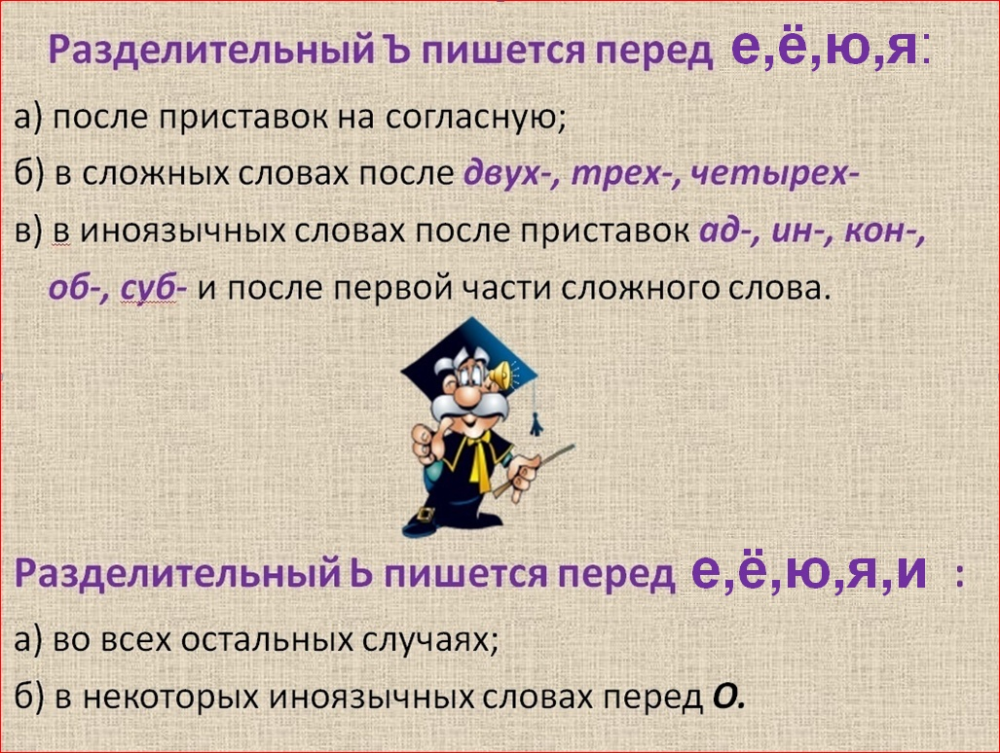 Разделительный Ъ пишется перед е,ё,ю,я:
а) после приставок на согласную;
б) в сложных словах после двух-, трех-, четырех-
в) в иноязычных словах после приставок ад-, ин-, кон-,
об-, суб- и после первой части сложного слова.
Разделительный Ь пишется перед е,ё,ю,я,и :
а) во всех остальных случаях;
б) в некоторых иноязычных словах перед О.